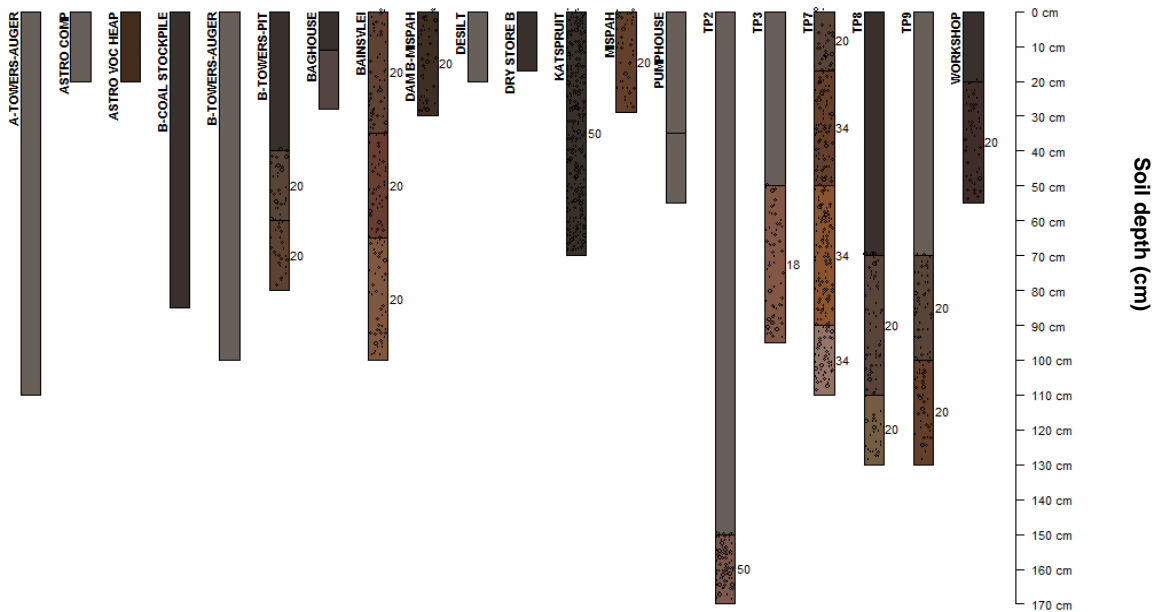 A-TOWERS-AUGER
ASTRO COMP
ASTRO VOC HEAP
B-COAL STOCKPILE
B-TOWERS-AUGER
B-TOWERS-PIT
20
20
BAGHOUSE
BAINSVLEI
20
20
20
DAM B-MISPAH
20
DESILT
DRY STORE B
KATSPRUIT
50
MISPAH
20
PUMPHOUSE
TP2
50
TP3
18
TP7
20
34
34
34
TP8
20
20
TP9
20
20
WORKSHOP
20
0 cm
10 cm
20 cm
30 cm
40 cm
50 cm
60 cm
70 cm
80 cm
90 cm
100 cm
110 cm
120 cm
130 cm
140 cm
150 cm
160 cm
170 cm
Soil depth (cm)